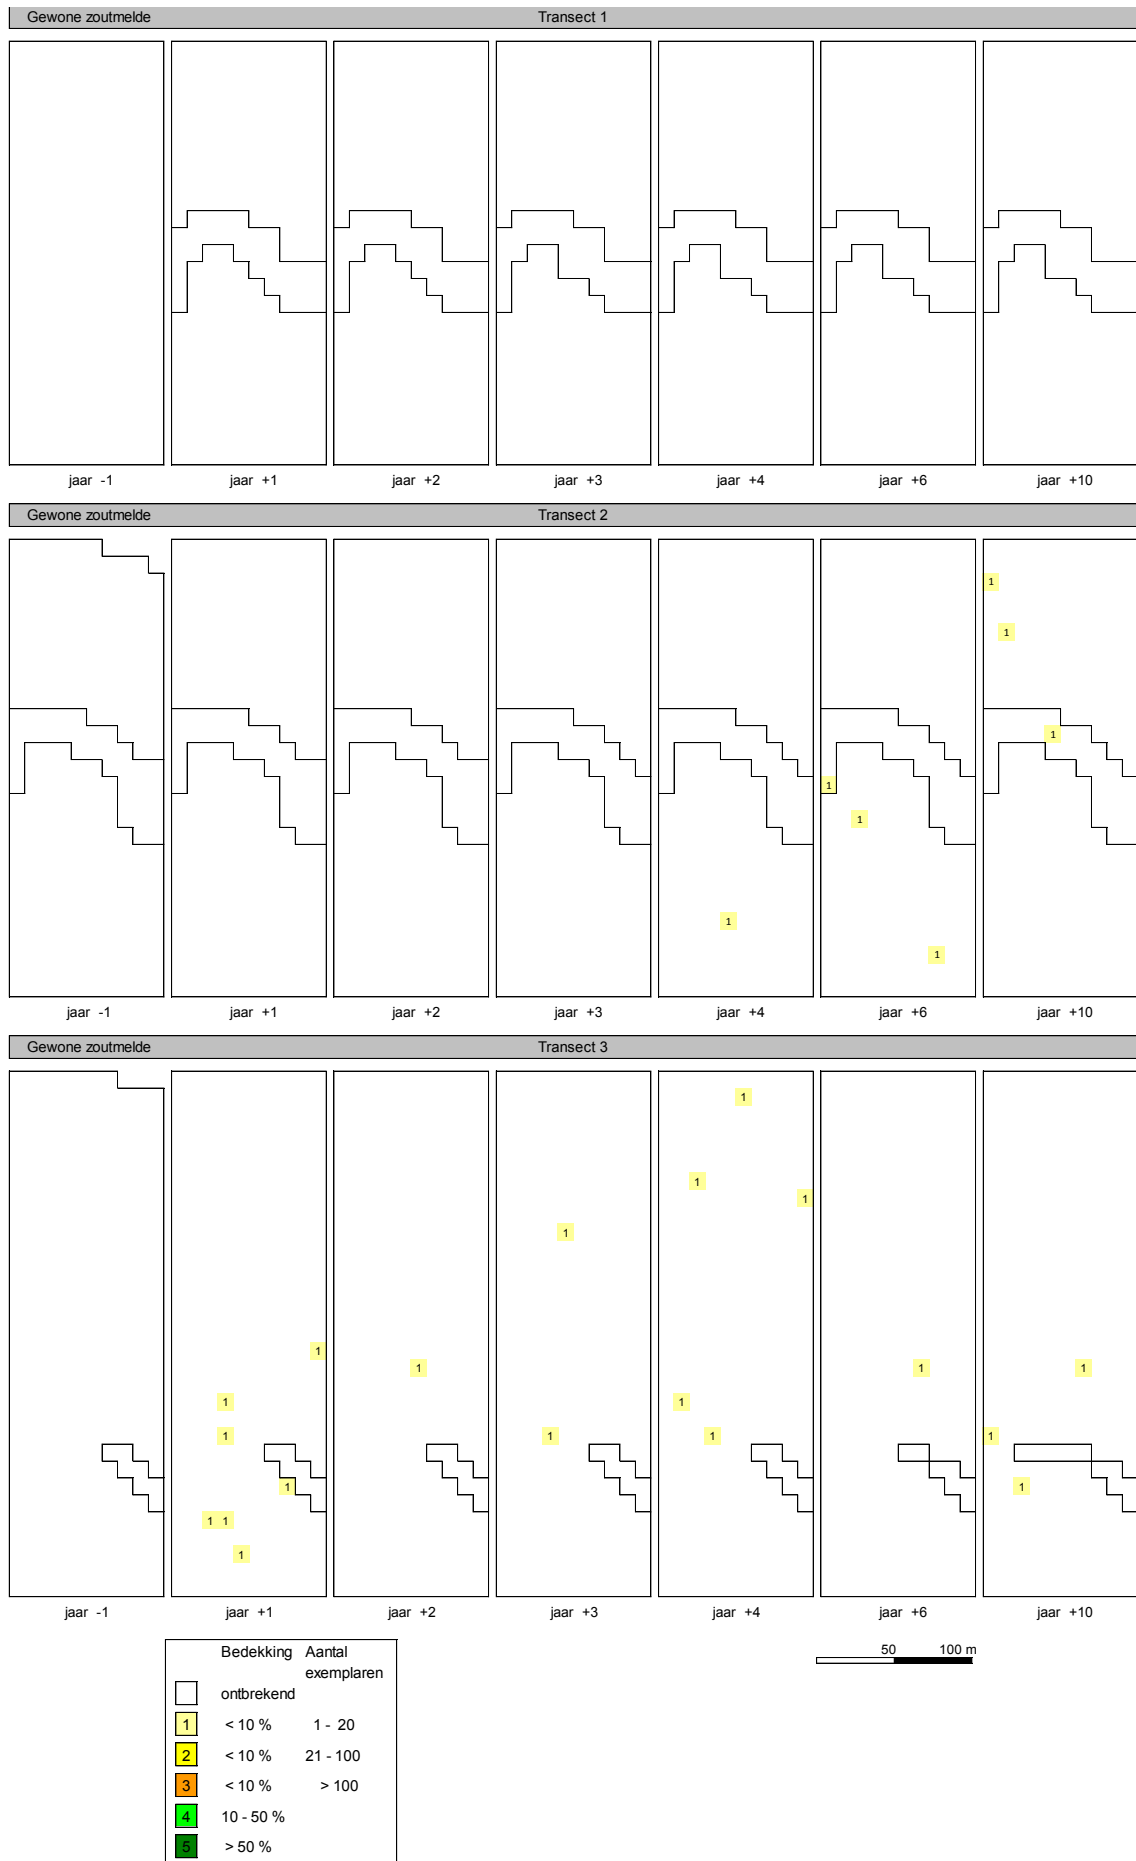 Gewone zoutmelde Transect 1
jaar -1 jaar +1 jaar +2 jaar +3 jaar +4 jaar +6 jaar +10
Gewone zoutmelde Transect 2
1
1
1
1
1
1
1
jaar -1 jaar +1 jaar +2 jaar +3 jaar +4 jaar +6 jaar +10
Gewone zoutmelde Transect 3
1
1
1
1
1
1 1 1
1 1
1 1 1 1
1 1
1 1
1
jaar -1 jaar +1 jaar +2 jaar +3 jaar +4 jaar +6 jaar +10
Bedekking Aantal
exemplaren
50 100 m
ontbrekend
1 < 10 % 1 - 20
2 < 10 % 21 - 100
3 < 10 % > 100
4 10 - 50 %
5 > 50 %